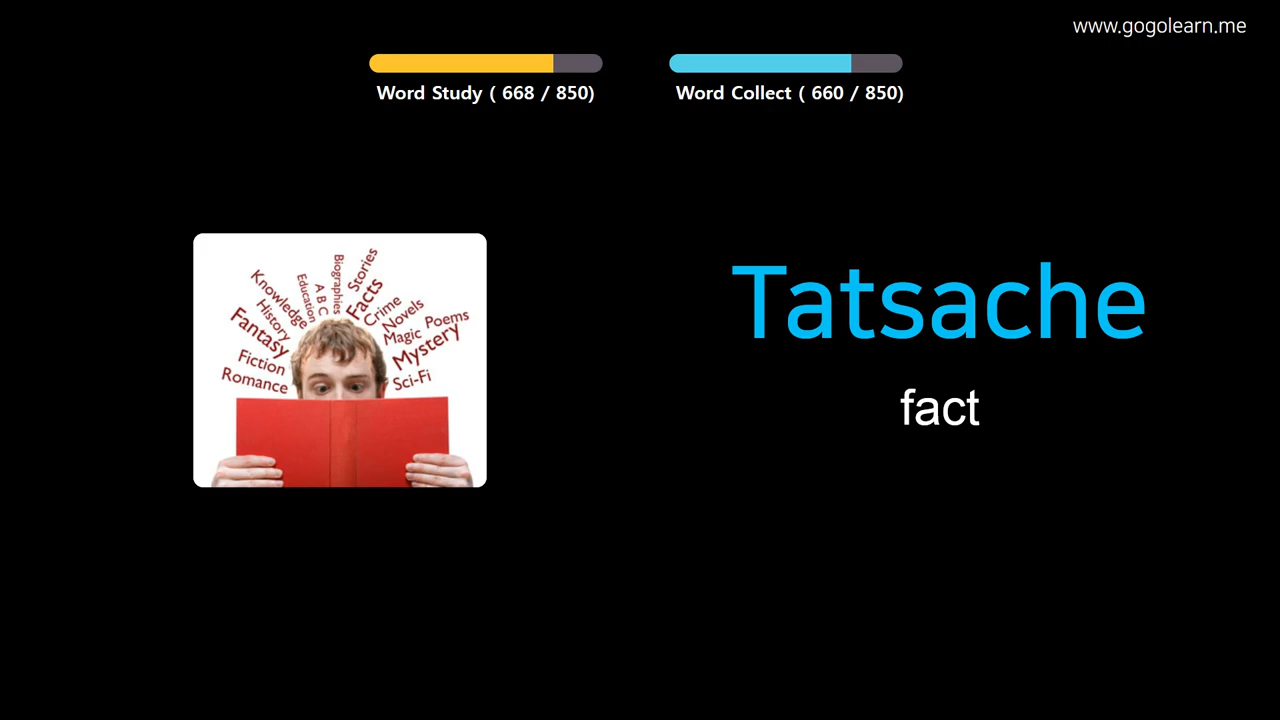 www.gogolearn.me
Word Study ( 668 / 850)
Word Collect ( 660 / 850)
Tatsache
fact
Biographies
Stories
Knowledge
Education
A B C
Facts
History
Crime
Novels
Fantasy
Magic
Poems
Mystery
Fiction
Romance
Sci-Fi